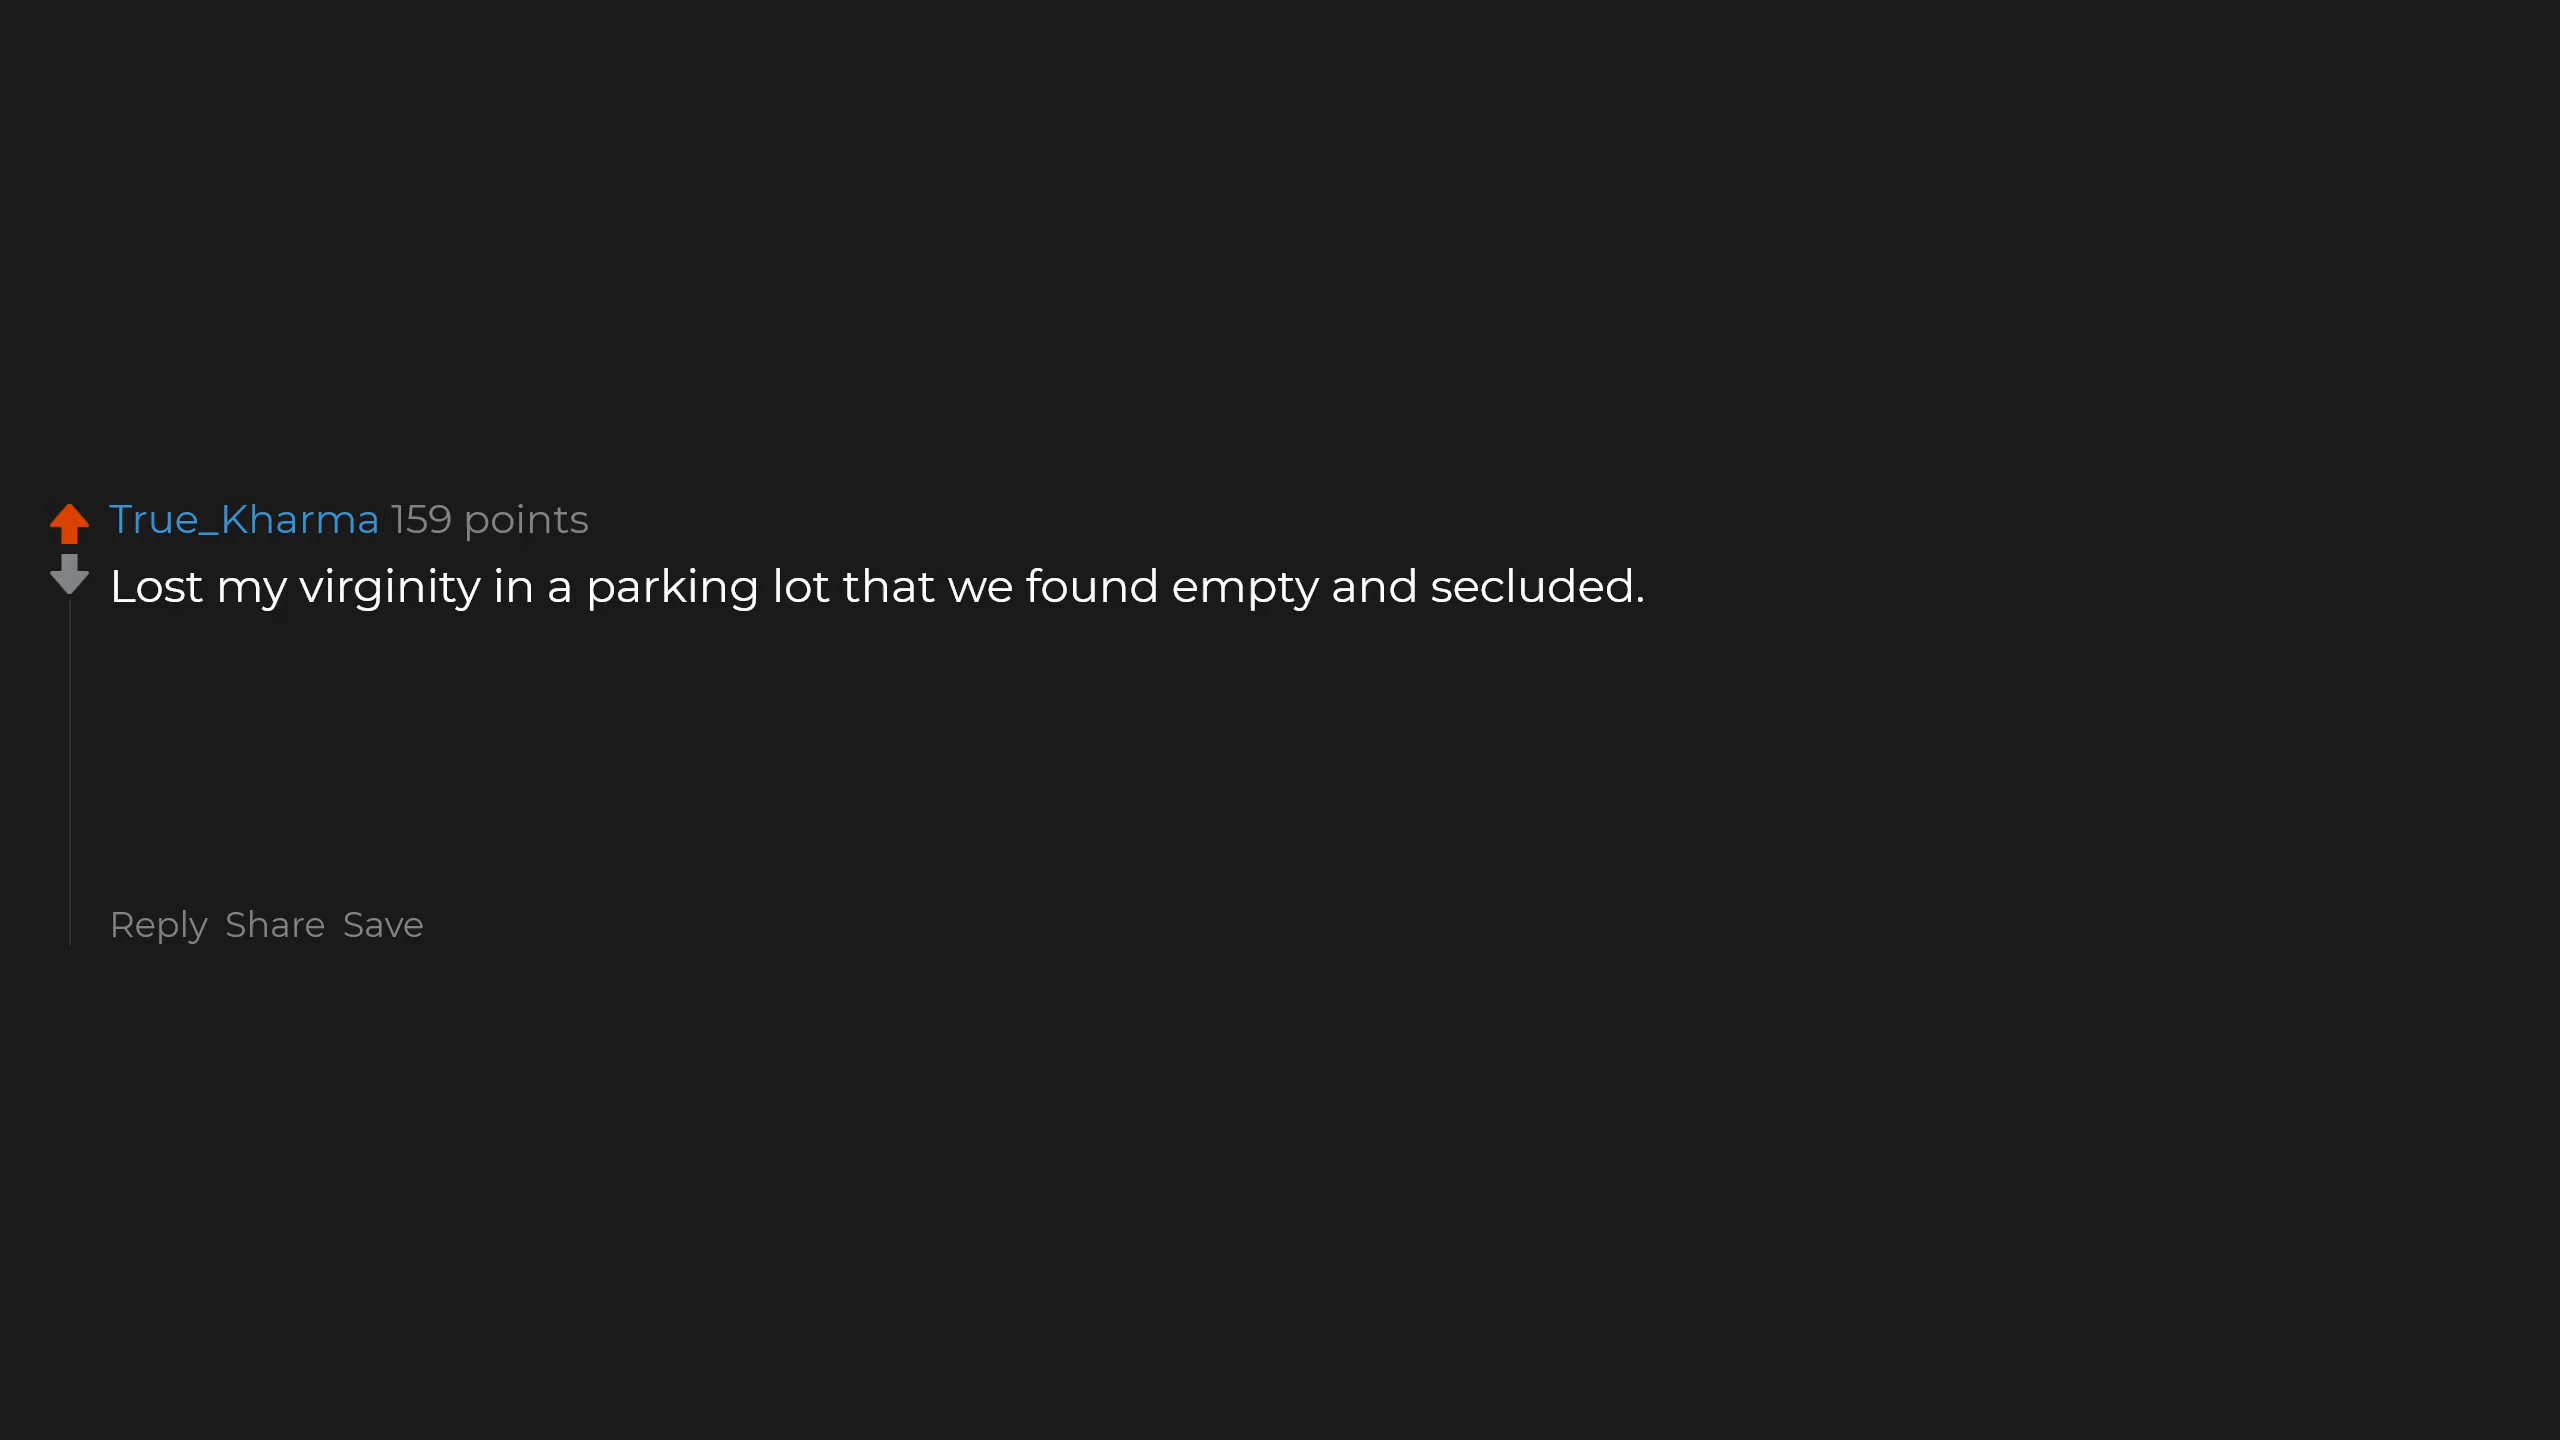 True_Kharma 159 points
Lost my virginity in a parking lot that we found empty and secluded.
Reply Share Save